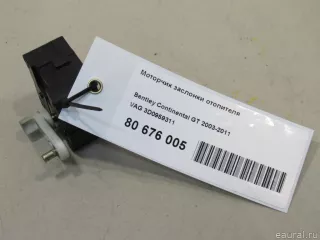 Моторчик заслонки отопителя
Bentley Continental GT 2003-2011
VAG 3D0959311
80 676 005
eaural.ru